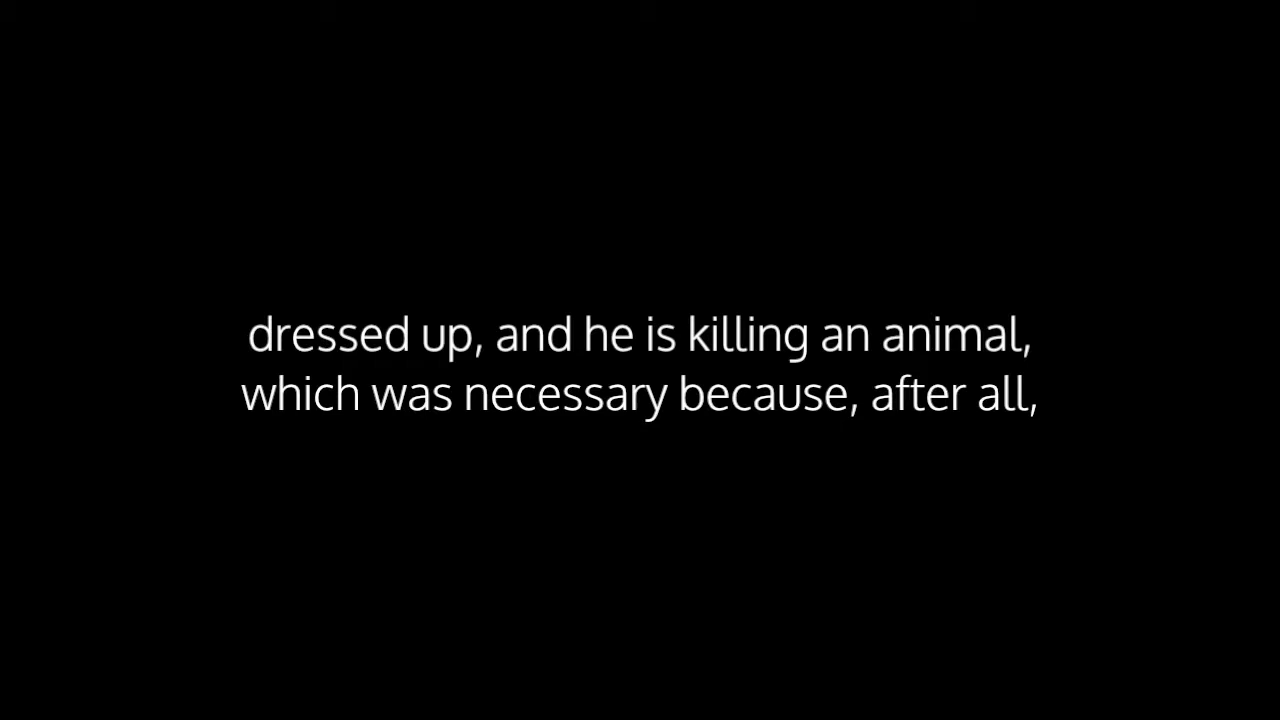 dressed up, and he is killing an animal,
which was necessary because, after all,